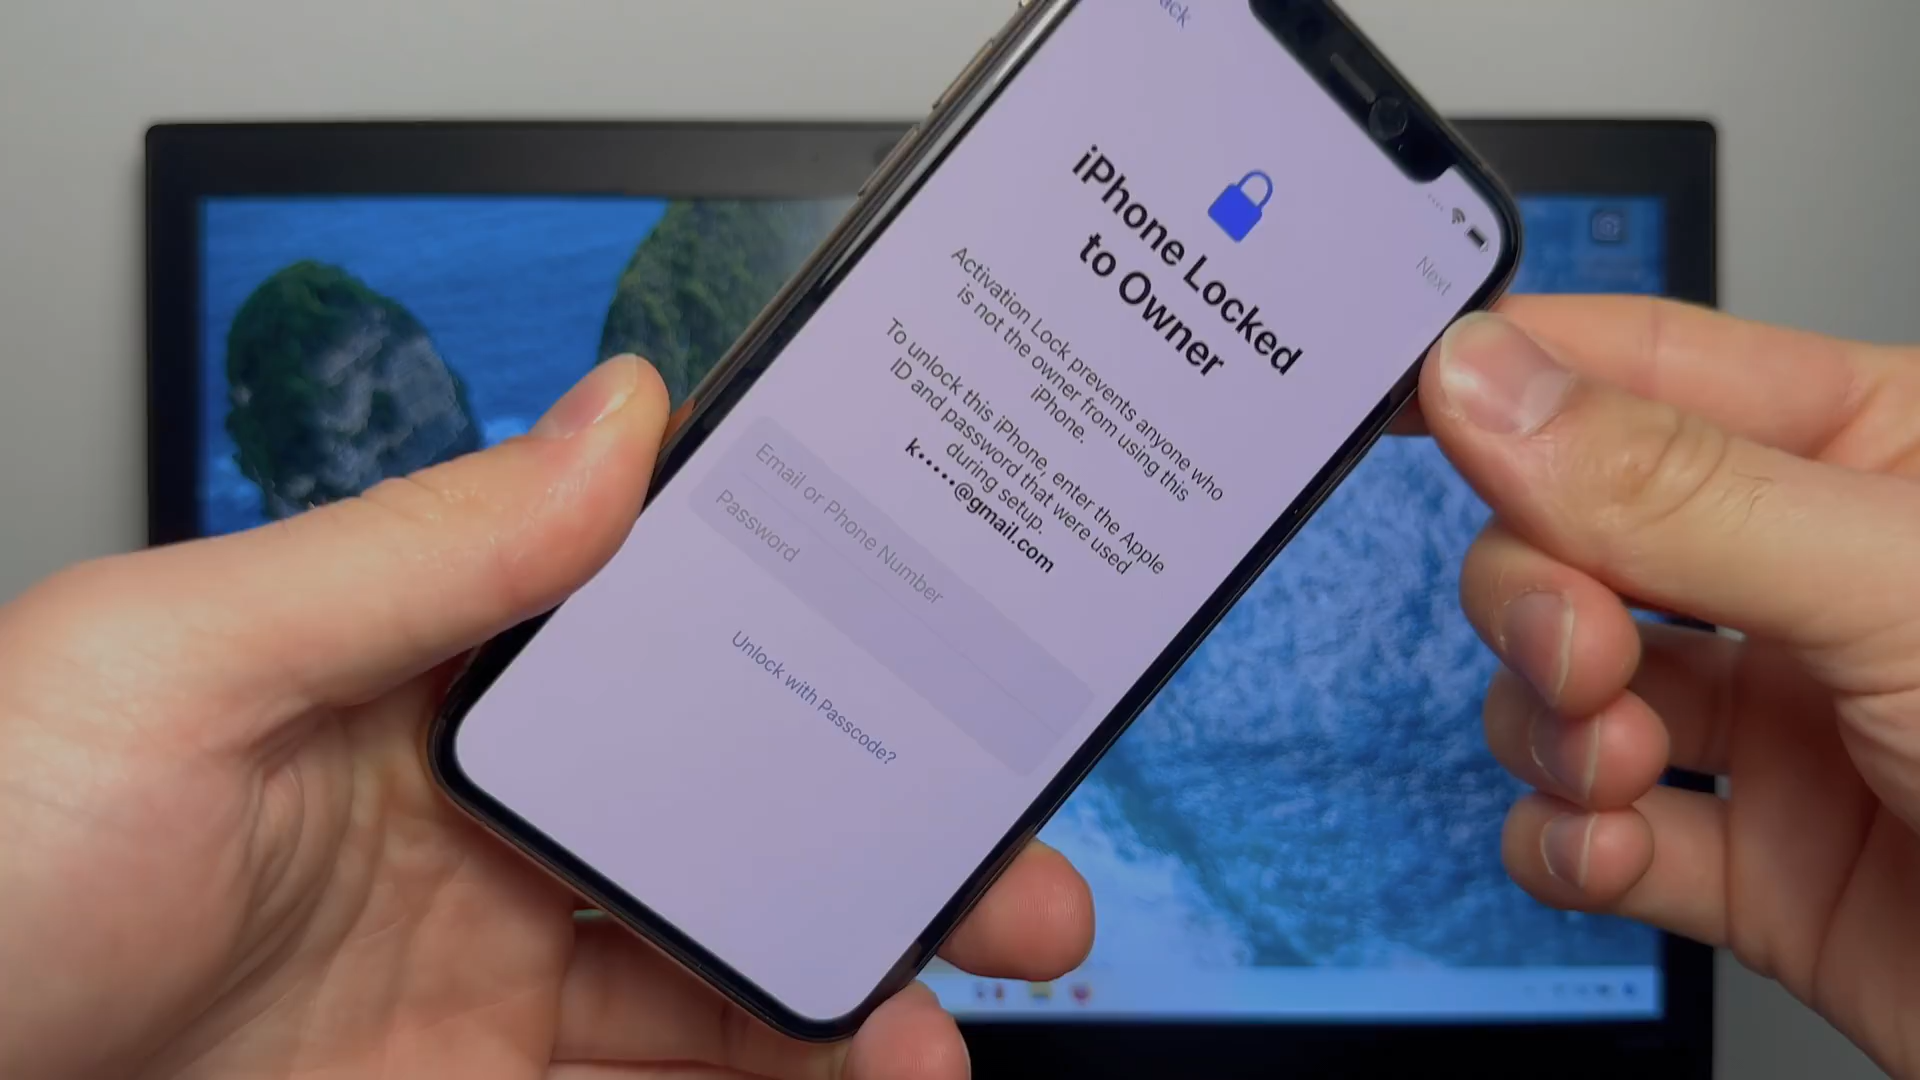 ack
Next
iPhone Locked
to Owner
Activation Lock prevents anyone who
is not the owner from using this
iPhone.
To unlock this iPhone, enter the Apple
ID and password that were used
during setup.
k•••••@gmail.com
Email or Phone Number
Password
Unlock with Passcode?